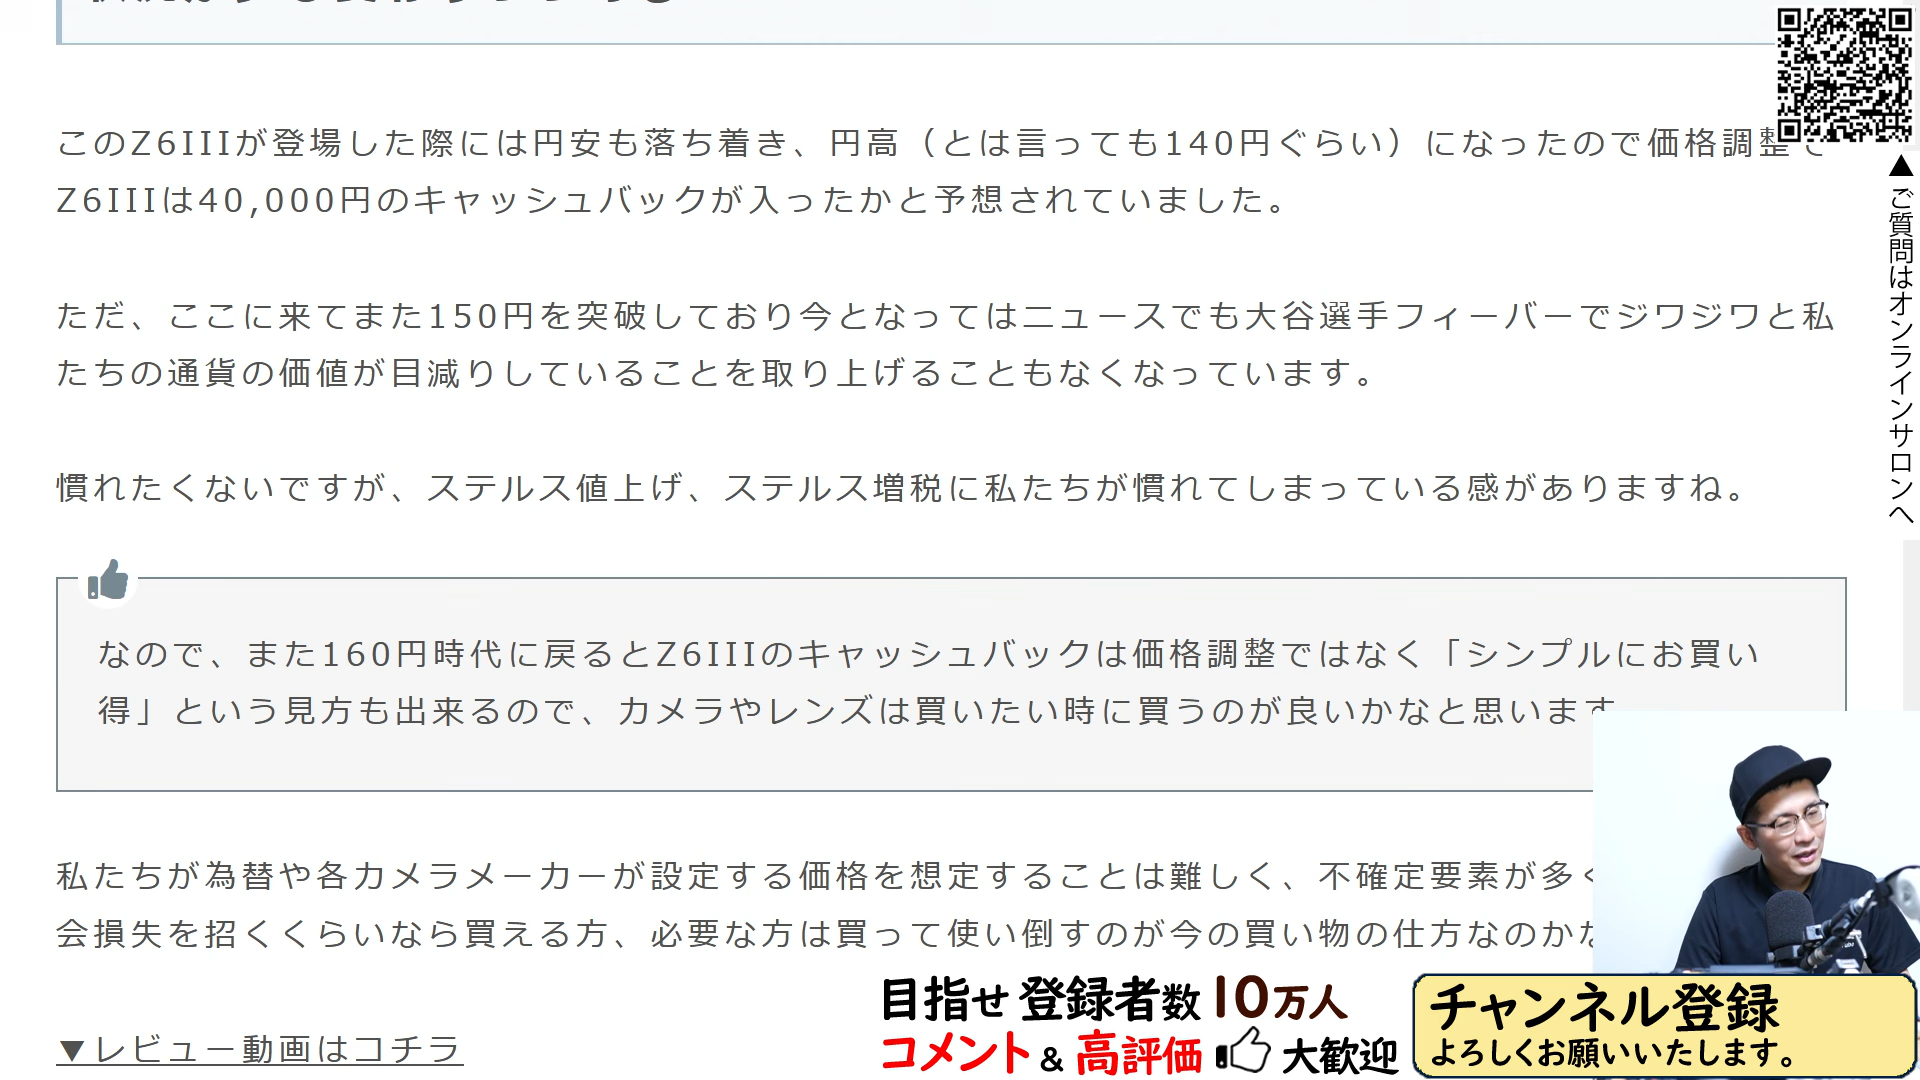 このZ6IIIが登場した際には円安も落ち着き、円高（とは言っても140円ぐらい）になったので価格調整で
Z6IIIは40,000円のキャッシュバックが入ったかと予想されていました。
ただ、ここに来てまた150円を突破しており今となってはニュースでも大谷選手フィーバーでジワジワと私
たちの通貨の価値が目減りしていることを取り上げることもなくなっています。
慣れたくないですが、ステルス値上げ、ステルス増税に私たちが慣れてしまっている感がありますね。
なので、また160円時代に戻るとZ6IIIのキャッシュバックは価格調整ではなく「シンプルにお買い
得」という見方も出来るので、カメラやレンズは買いたい時に買うのが良いかなと思います
私たちが為替や各カメラメーカーが設定する価格を想定することは難しく、不確定要素が多く
会損失を招くくらいなら買える方、必要な方は買って使い倒すのが今の買い物の仕方なのかな
▼レビュー動画はコチラ
▲ご質問はオンラインサロンへ
目指せ 登録者数 10万人
コメント & 高評価 大歓迎
チャンネル登録
よろしくお願いいたします。